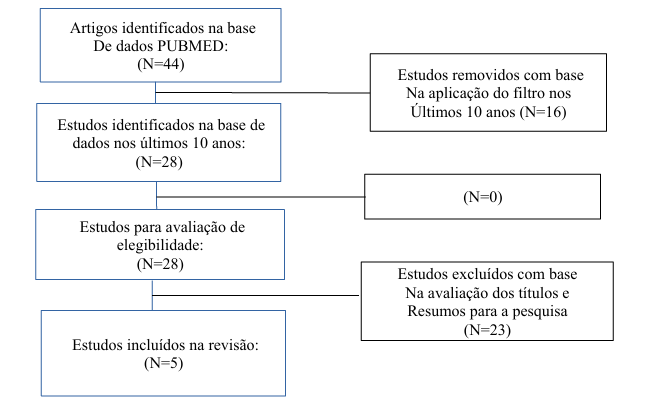 Artigos identificados na base
De dados PUBMED:
(N=44)
Estudos removidos com base
Na aplicação do filtro nos
Últimos 10 anos (N=16)
Estudos identificados na base de
dados nos últimos 10 anos:
(N=28)
(N=0)
Estudos para avaliação de
elegibilidade:
(N=28)
Estudos excluídos com base
Na avaliação dos títulos e
Resumos para a pesquisa
(N=23)
Estudos incluídos na revisão:
(N=5)